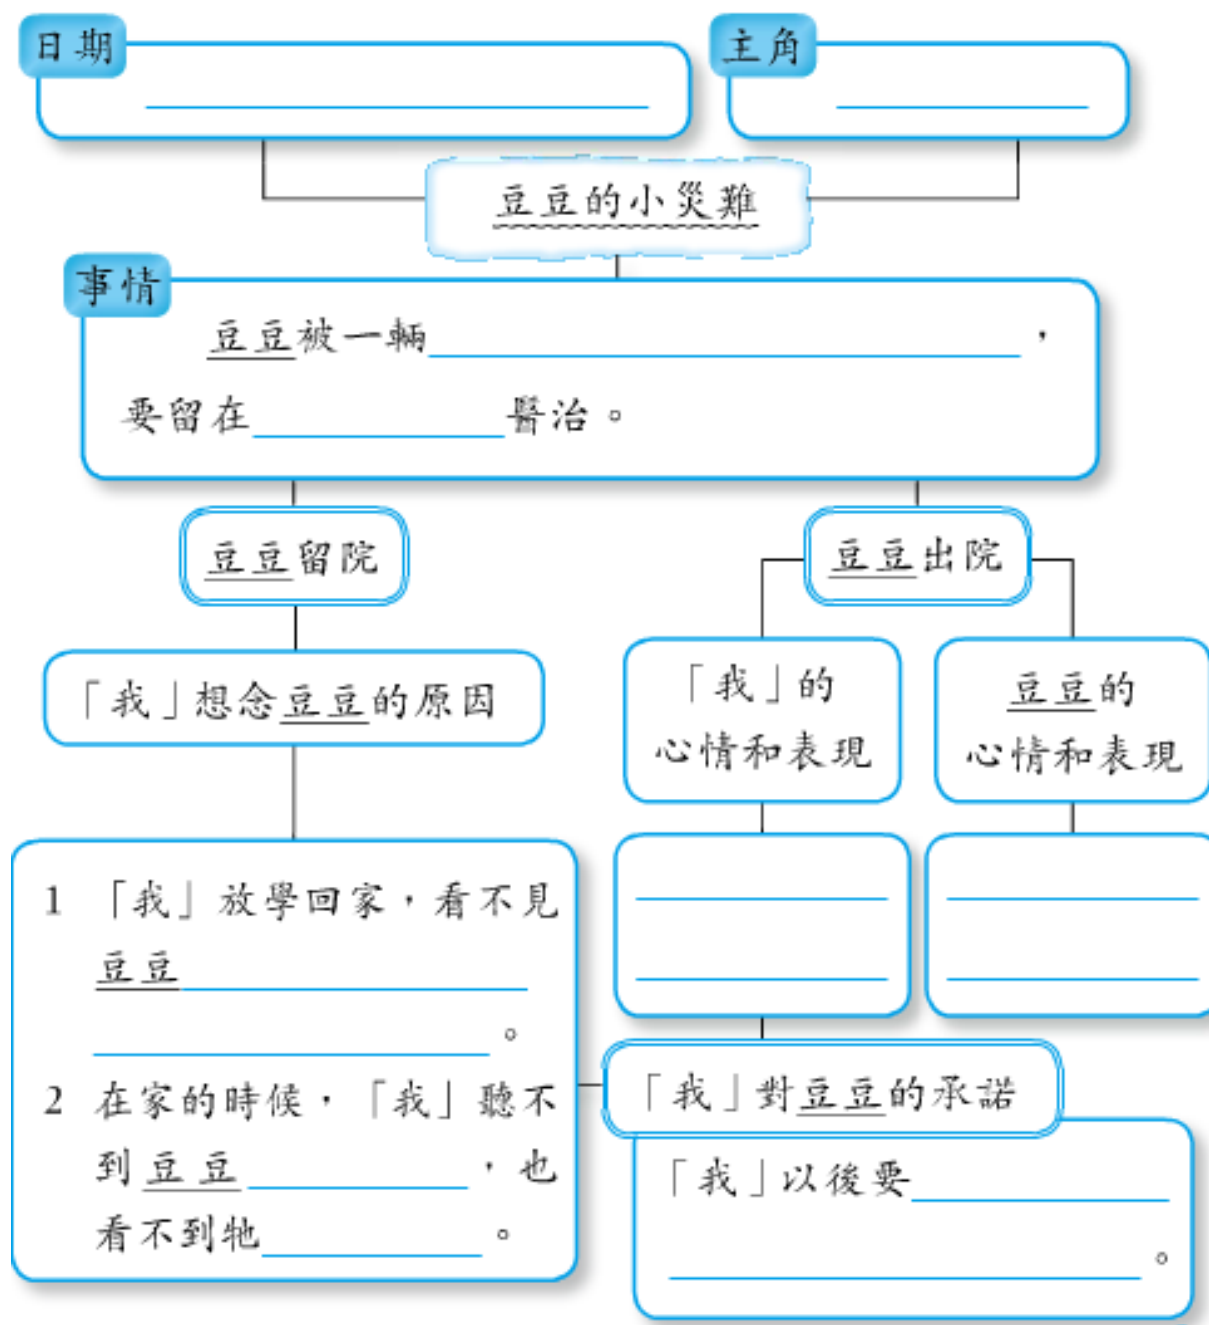 日期
主角
豆豆的小災難
事情
豆豆被一輛
，
要留在
醫治。
豆豆留院
豆豆出院
「我」想念豆豆的原因
「我」的
心情和表現
豆豆的
心情和表現
1 「我」放學回家，看不見
豆豆
。
2 在家的時候，「我」聽不
到豆豆
，也
看不到牠
。
「我」對豆豆的承諾
「我」以後要
。